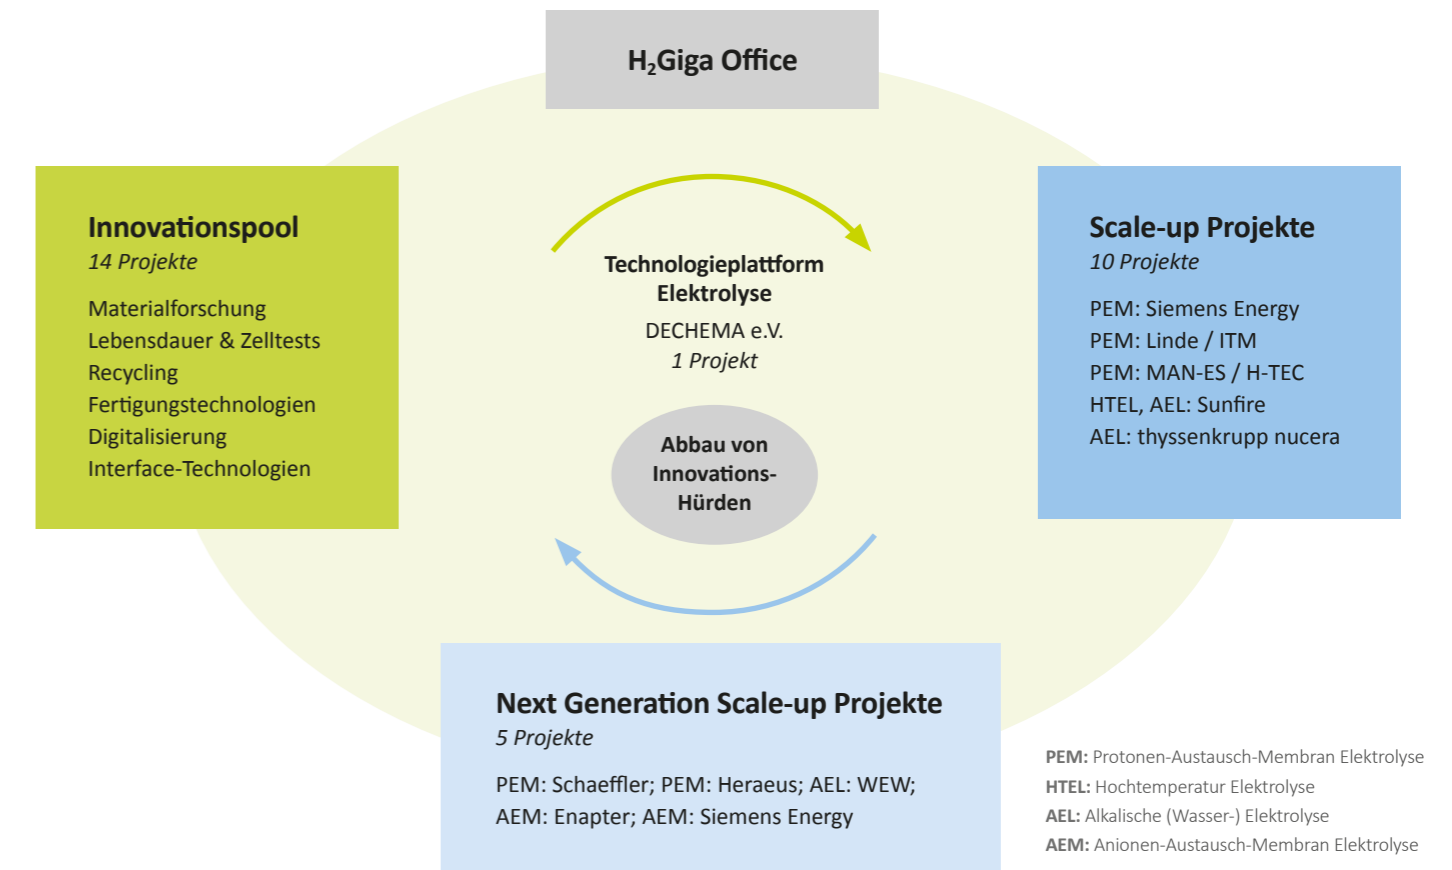 H₂Giga Office
Innovationspool
14 Projekte
Materialforschung
Lebensdauer & Zelltests
Recycling
Fertigungstechnologien
Digitalisierung
Interface-Technologien
Technologieplattform
Elektrolyse
DECHEMA e.V.
1 Projekt
Abbau von
Innovations-
Hürden
Scale-up Projekte
10 Projekte
PEM: Siemens Energy
PEM: Linde / ITM
PEM: MAN-ES / H-TEC
HTEL, AEL: Sunfire
AEL: thyssenkrupp nucera
Next Generation Scale-up Projekte
5 Projekte
PEM: Schaeffler; PEM: Heraeus; AEL: WEW;
AEM: Enapter; AEM: Siemens Energy
PEM: Protonen-Austausch-Membran Elektrolyse
HTEL: Hochtemperatur Elektrolyse
AEL: Alkalische (Wasser-) Elektrolyse
AEM: Anionen-Austausch-Membran Elektrolyse